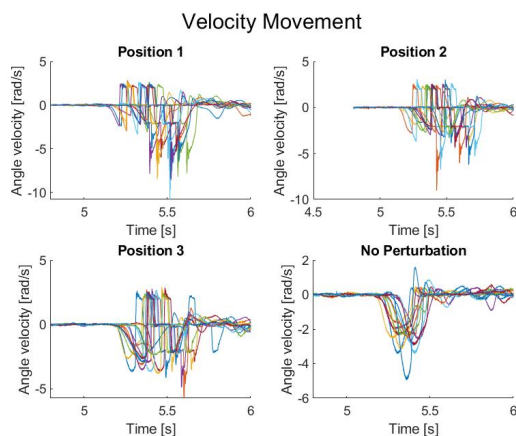 Velocity Movement
Position 1
Angle velocity [rad/s]
5
0
-5
-10
5
5.5
6
Time [s]
Position 2
Angle velocity [rad/s]
5
0
-5
-10
4.5
5
5.5
6
Time [s]
Position 3
Angle velocity [rad/s]
5
0
-5
5
5.5
6
Time [s]
No Perturbation
Angle velocity [rad/s]
2
0
-2
-4
-6
5
5.5
6
Time [s]